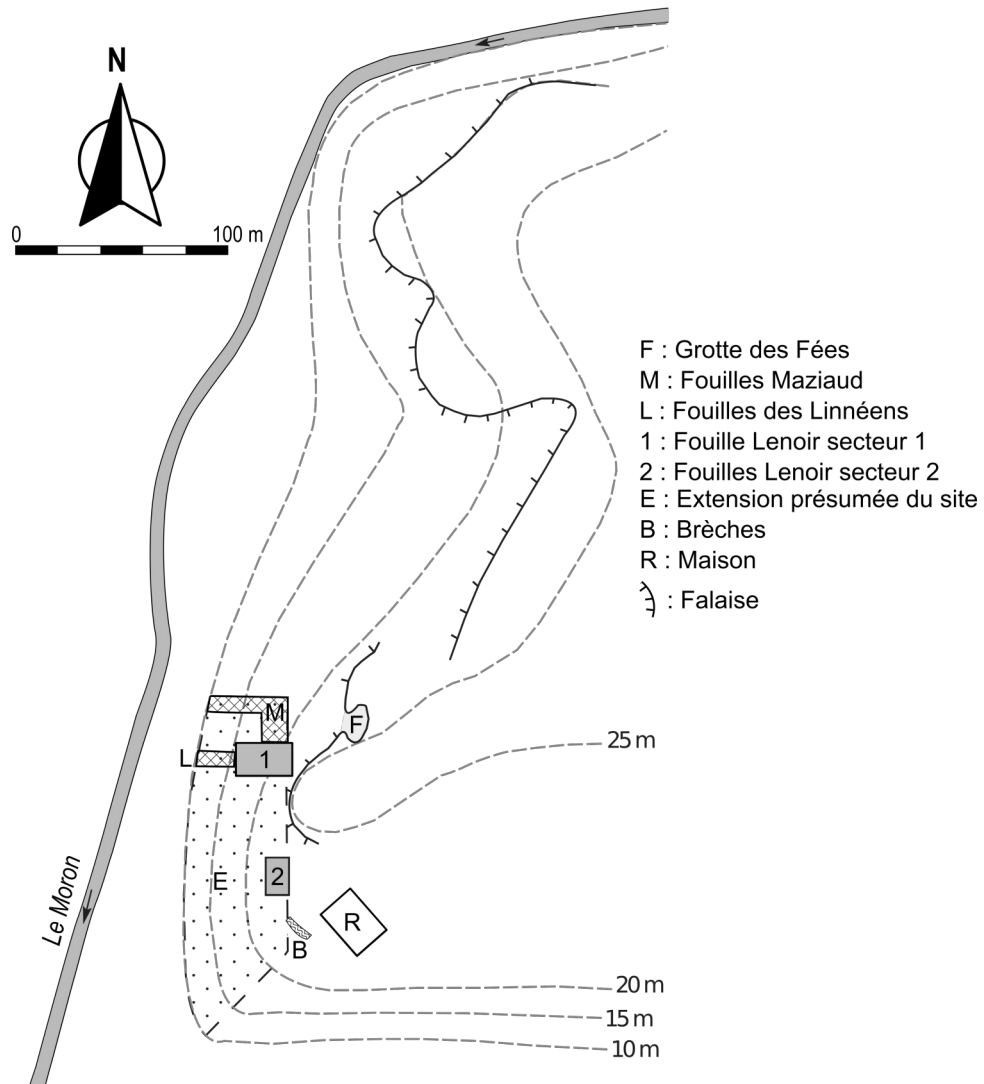 N
0 100 m
F : Grotte des Fées
M : Fouilles Maziaud
L : Fouilles des Linnéens
1 : Fouille Lenoir secteur 1
2 : Fouilles Lenoir secteur 2
E : Extension présumée du site
B : Brèches
R : Maison
: Falaise
M
F
L
1
25 m
E
2
R
B
Le Moron
20 m
15 m
10 m